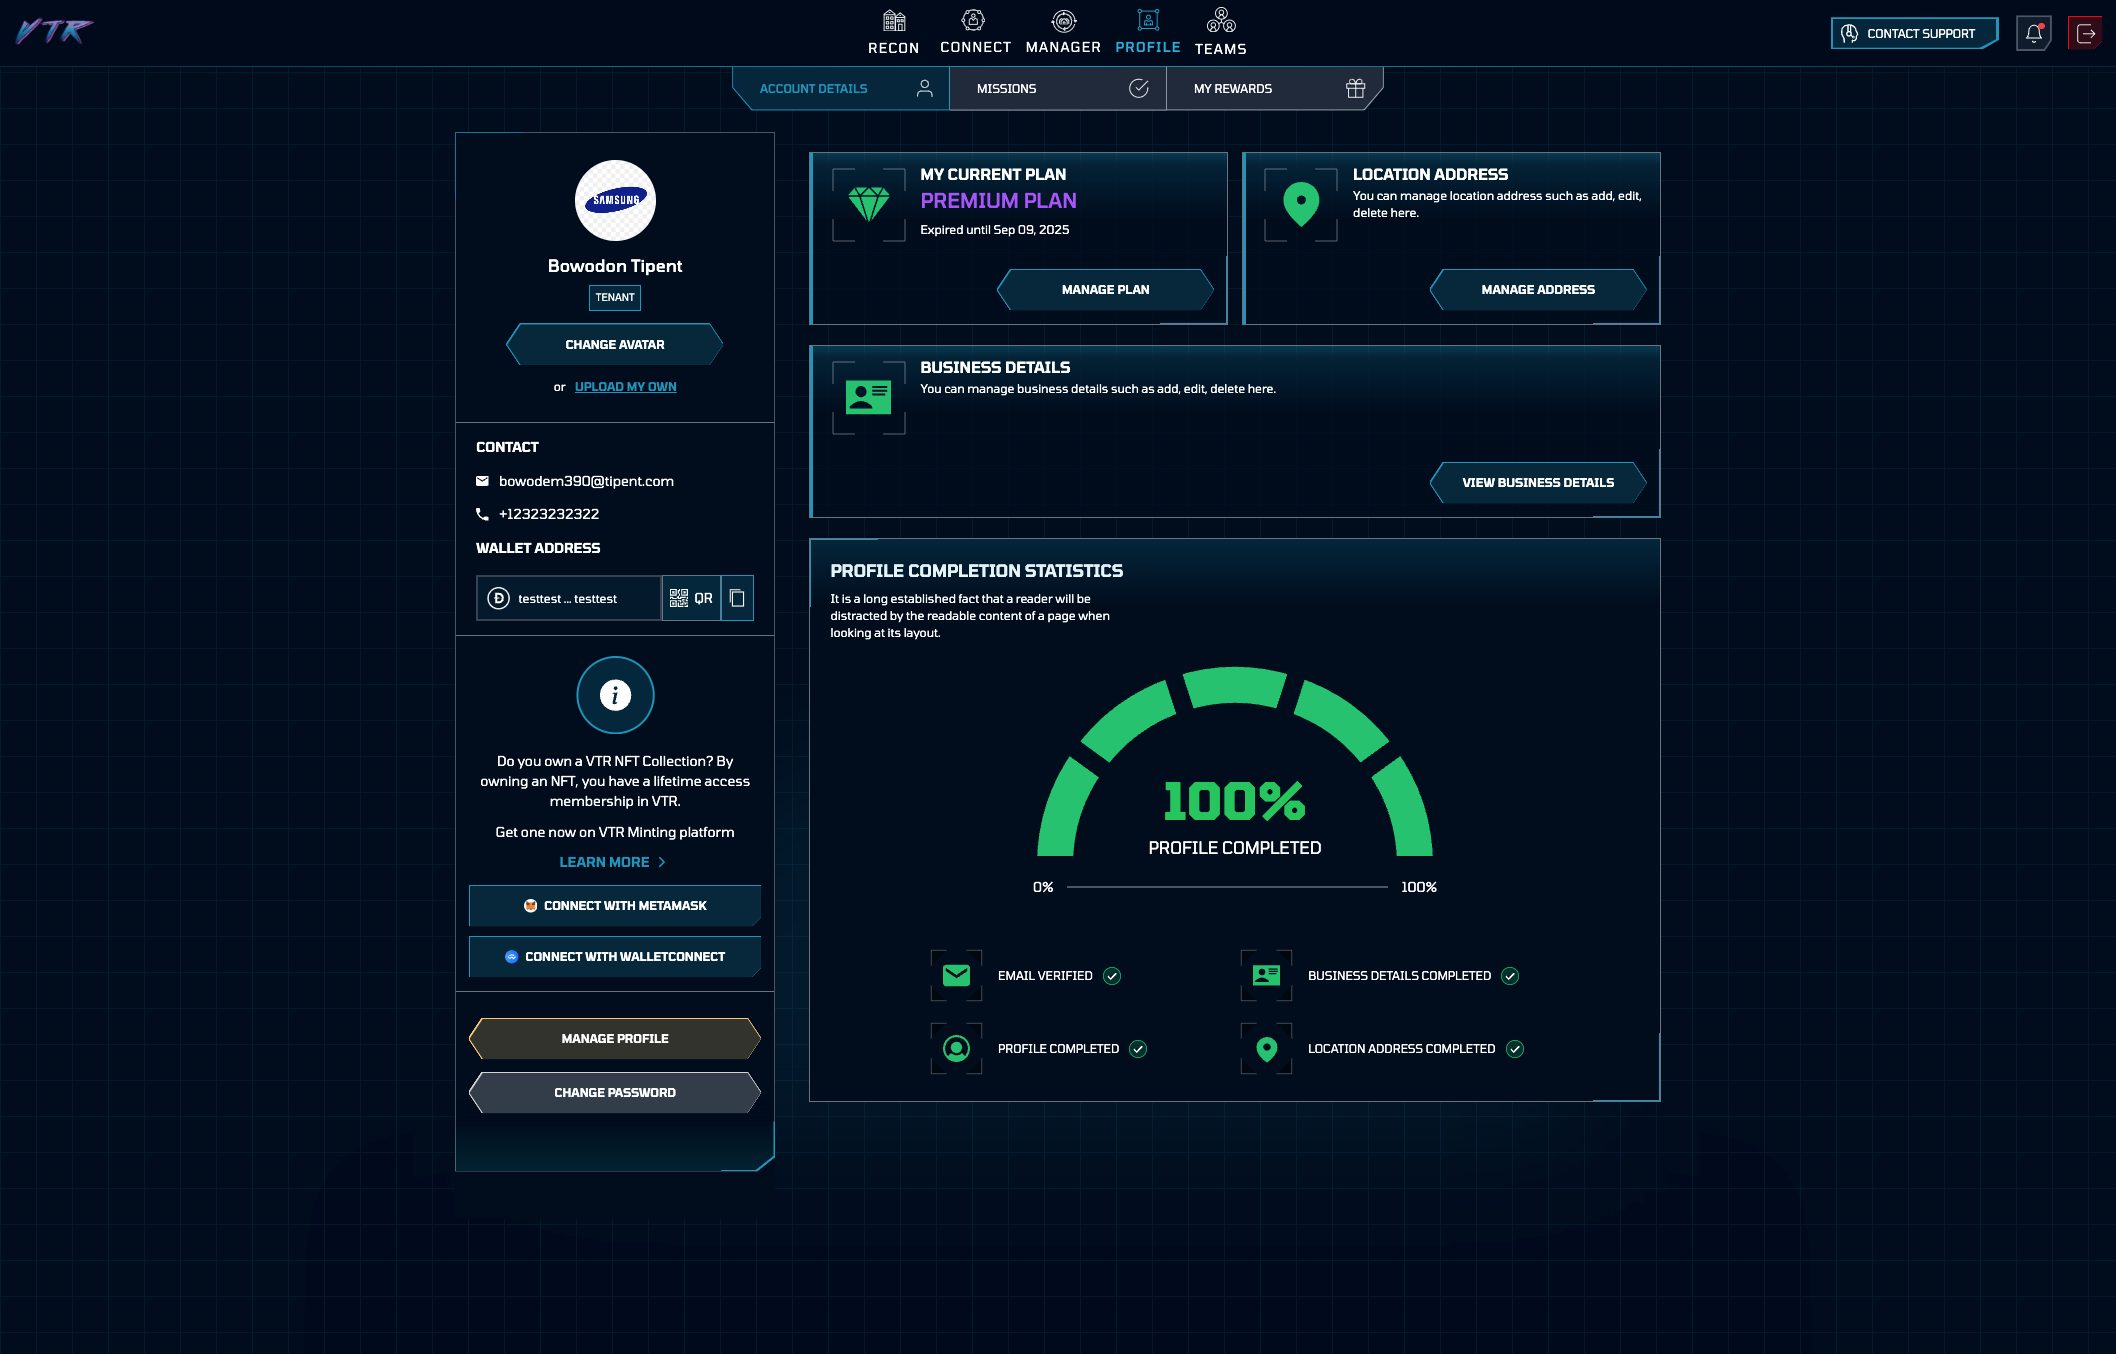 VTR
RECON
CONNECT
MANAGER
PROFILE
TEAMS
CONTACT SUPPORT
ACCOUNT DETAILS
MISSIONS
MY REWARDS
SAMSUNG
Bowodon Tipent
TENANT
CHANGE AVATAR
or UPLOAD MY OWN
CONTACT
bowodem390@tipent.com
+12323232322
WALLET ADDRESS
testtest ... testtest
QR
Do you own a VTR NFT Collection? By
owning an NFT, you have a lifetime access
membership in VTR.
Get one now on VTR Minting platform
LEARN MORE
CONNECT WITH METAMASK
CONNECT WITH WALLETCONNECT
MANAGE PROFILE
CHANGE PASSWORD
MY CURRENT PLAN
PREMIUM PLAN
Expired until Sep 09, 2025
MANAGE PLAN
LOCATION ADDRESS
You can manage location address such as add, edit,
delete here.
MANAGE ADDRESS
BUSINESS DETAILS
You can manage business details such as add, edit, delete here.
VIEW BUSINESS DETAILS
PROFILE COMPLETION STATISTICS
It is a long established fact that a reader will be
distracted by the readable content of a page when
looking at its layout.
100%
PROFILE COMPLETED
0%
100%
EMAIL VERIFIED
BUSINESS DETAILS COMPLETED
PROFILE COMPLETED
LOCATION ADDRESS COMPLETED